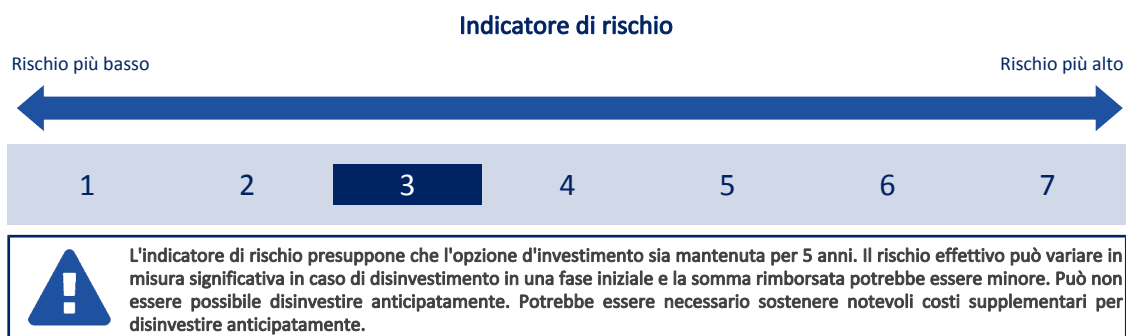 Indicatore di rischio
Rischio più basso Rischio più alto
1 2 3 4 5 6 7
L'indicatore di rischio presuppone che l'opzione d'investimento sia mantenuta per 5 anni. Il rischio effettivo può variare in
misura significativa in caso di disinvestimento in una fase iniziale e la somma rimborsata potrebbe essere minore. Può non
essere possibile disinvestire anticipatamente. Potrebbe essere necessario sostenere notevoli costi supplementari per
disinvestire anticipatamente.